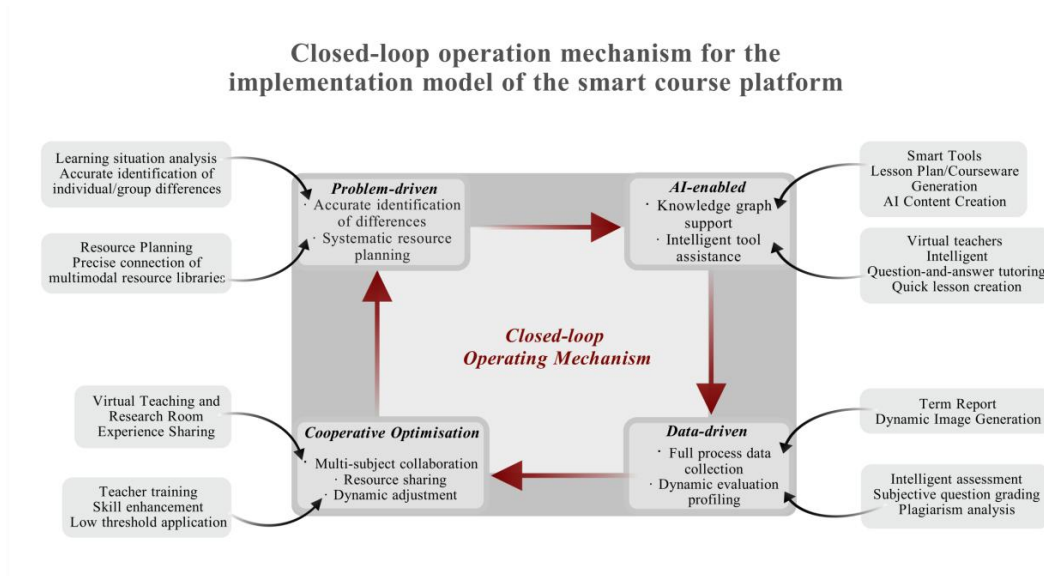 Closed-loop operation mechanism for the
implementation model of the smart course platform
Learning situation analysis
Accurate identification of
individual/group differences
Resource Planning
Precise connection of
multimodal resource libraries
Problem-driven
· Accurate identification
of differences
· Systematic resource
planning
AI-enabled
· Knowledge graph
support
· Intelligent tool
assistance
Smart Tools
Lesson Plan/Courseware
Generation
AI Content Creation
Virtual teachers
Intelligent
Question-and-answer tutoring
Quick lesson creation
Closed-loop
Operating Mechanism
Virtual Teaching and
Research Room
Experience Sharing
Teacher training
Skill enhancement
Low threshold application
Cooperative Optimisation
· Multi-subject collaboration
· Resource sharing
· Dynamic adjustment
Data-driven
· Full process data
collection
· Dynamic evaluation
profiling
Term Report
Dynamic Image Generation
Intelligent assessment
Subjective question grading
Plagiarism analysis